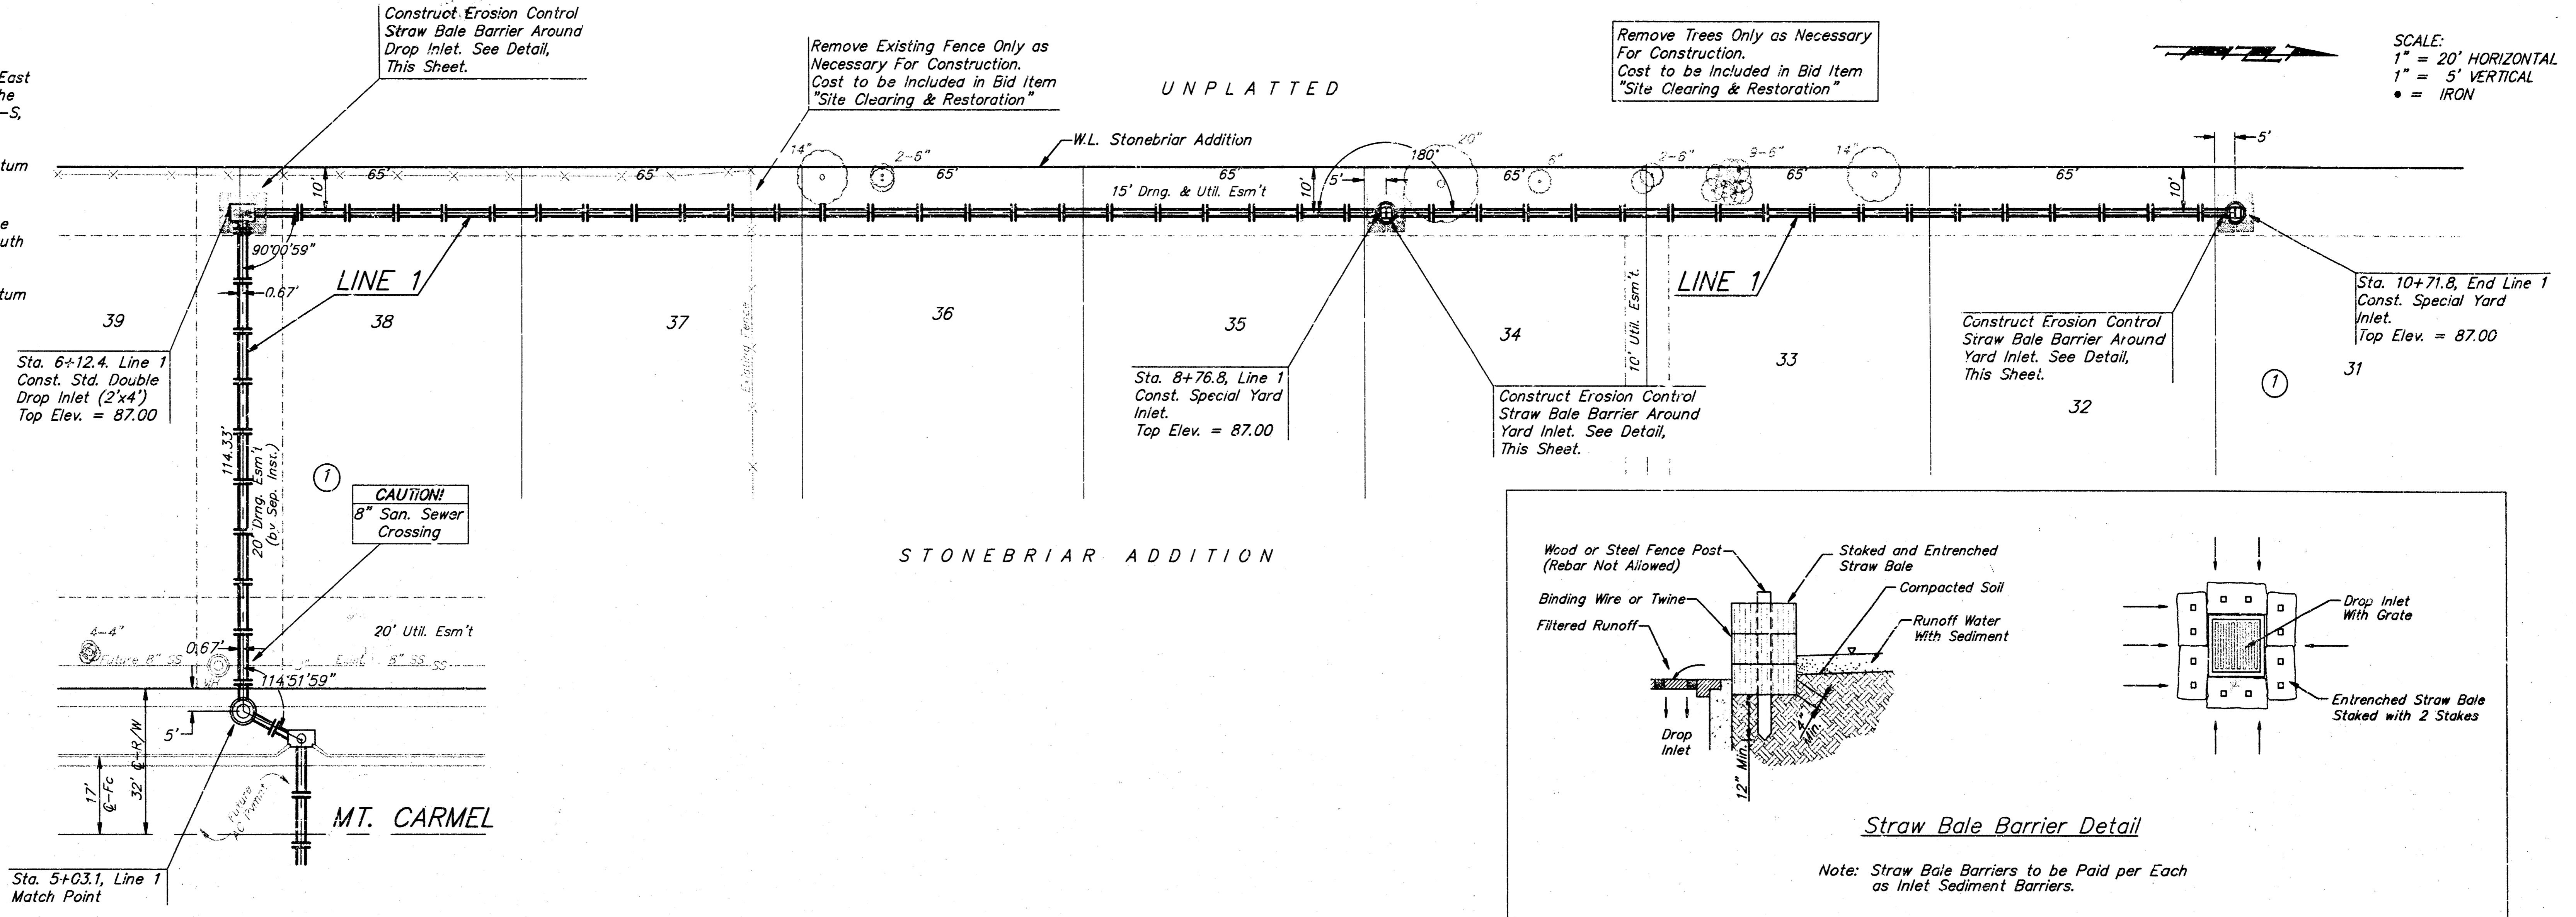 Construct Erosion Control
Straw Bale Barrier Around
Drop Inlet. See Detail,
This Sheet.
Remove Existing Fence Only as
Necessary For Construction.
Cost to be Included in Bid Item
"Site Clearing & Restoration"
UNPLATTED
Remove Trees Only as Necessary
For Construction.
Cost to be Included in Bid Item
"Site Clearing & Restoration"
SCALE:
1" = 20' HORIZONTAL
1" = 5' VERTICAL
• = IRON
East
-S,
W.L. Stonebriar Addition
14"
2-6"
20"
180°
6"
2-6"
9-6"
14"
5'
65'
65'
65'
65'
65'
65'
65'
10'
15' Drng. & Util. Esm't
10'
5'
10'
90°00'59"
LINE 1
0.67'
LINE 1
39
38
37
36
35
34
33
32
31
Existing Fence
10' Util. Esm't.
Sta. 6+12.4. Line 1
Const. Std. Double
Drop Inlet (2'x4')
Top Elev. = 87.00
Sta. 8+76.8, Line 1
Const. Special Yard
Inlet.
Top Elev. = 87.00
Construct Erosion Control
Straw Bale Barrier Around
Yard Inlet. See Detail,
This Sheet.
Construct Erosion Control
Straw Bale Barrier Around
Yard Inlet. See Detail,
This Sheet.
Sta. 10+71.8, End Line 1
Const. Special Yard
Inlet.
Top Elev. = 87.00
1
1
114.33'
20' Drng. Esm't
(by Sep. Inst.)
CAUTION!
8" San. Sewer
Crossing
STONEBRIAR ADDITION
4-4"
20' Util. Esm't
0.67'
Future 8" SS
SS
MH
114°51'59"
5'
17'
℄-Fc
32' ℄-R/W
Future
AC Pvmnt
MT. CARMEL
Sta. 5+03.1, Line 1
Match Point
Wood or Steel Fence Post
(Rebar Not Allowed)
Binding Wire or Twine
Filtered Runoff
Staked and Entrenched
Straw Bale
Compacted Soil
Runoff Water
With Sediment
Drop
Inlet
12" Min.
4"
Min.
Drop Inlet
With Grate
Entrenched Straw Bale
Staked with 2 Stakes
Straw Bale Barrier Detail
Note: Straw Bale Barriers to be Paid per Each
as Inlet Sediment Barriers.